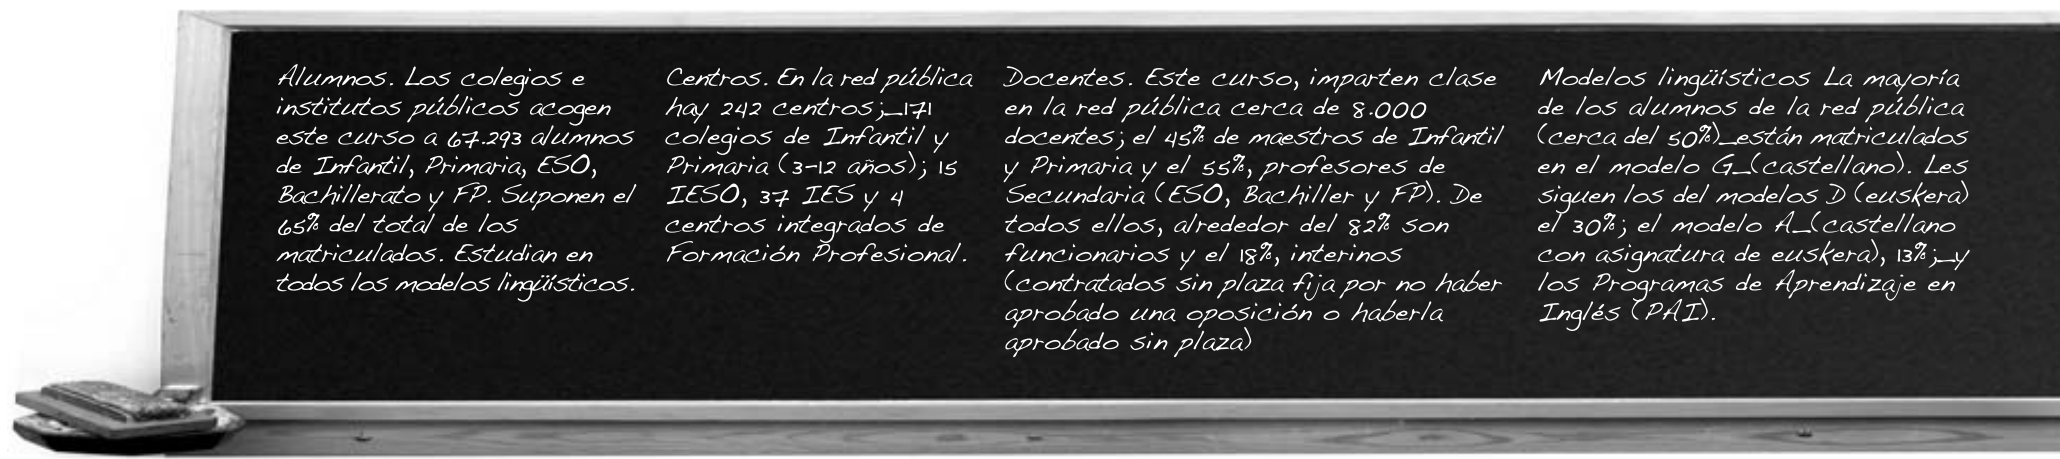 Alumnos. Los colegios e
institutos públicos acogen
este curso a 67.293 alumnos
de Infantil, Primaria, ESO,
Bachillerato y FP. Suponen el
65% del total de los
matriculados. Estudian en
todos los modelos lingüísticos.
Centros. En la red pública
hay 242 centros;_171
colegios de Infantil y
Primaria (3-12 años); 15
IESO, 37 IES y 4
centros integrados de
Formación Profesional.
Docentes. Este curso, imparten clase
en la red pública cerca de 8.000
docentes; el 45% de maestros de Infantil
y Primaria y el 55%, profesores de
Secundaria (ESO, Bachiller y FP). De
todos ellos, alrededor del 82% son
funcionarios y el 18%, interinos
(contratados sin plaza fija por no haber
aprobado una oposición o haberla
aprobado sin plaza)
Modelos lingüísticos La mayoría
de los alumnos de la red pública
(cerca del 50%)_están matriculados
en el modelo G_(castellano). Les
siguen los del modelos D (euskera)
el 30%; el modelo A_(castellano
con asignatura de euskera), 13%;_y
los Programas de Aprendizaje en
Inglés (PAI).